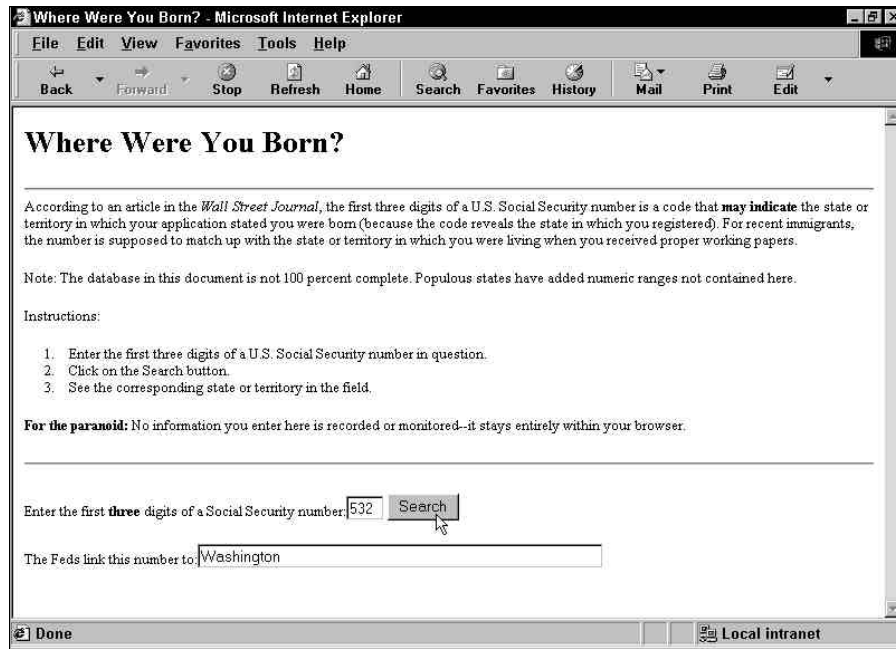 Where Were You Born? - Microsoft Internet Explorer
File Edit View Favorites Tools Help
Back Forward Stop Refresh Home Search Favorites History Mail Print Edit
Where Were You Born?
According to an article in the Wall Street Journal, the first three digits of a U.S. Social Security number is a code that may indicate the state or
territory in which your application stated you were born (because the code reveals the state in which you registered). For recent immigrants,
the number is supposed to match up with the state or territory in which you were living when you received proper working papers.
Note: The database in this document is not 100 percent complete. Populous states have added numeric ranges not contained here.
Instructions:
1. Enter the first three digits of a U.S. Social Security number in question.
2. Click on the Search button.
3. See the corresponding state or territory in the field.
For the paranoid: No information you enter here is recorded or monitored--it stays entirely within your browser.
Enter the first three digits of a Social Security number: 532 Search
The Feds link this number to: Washington
Done Local intranet